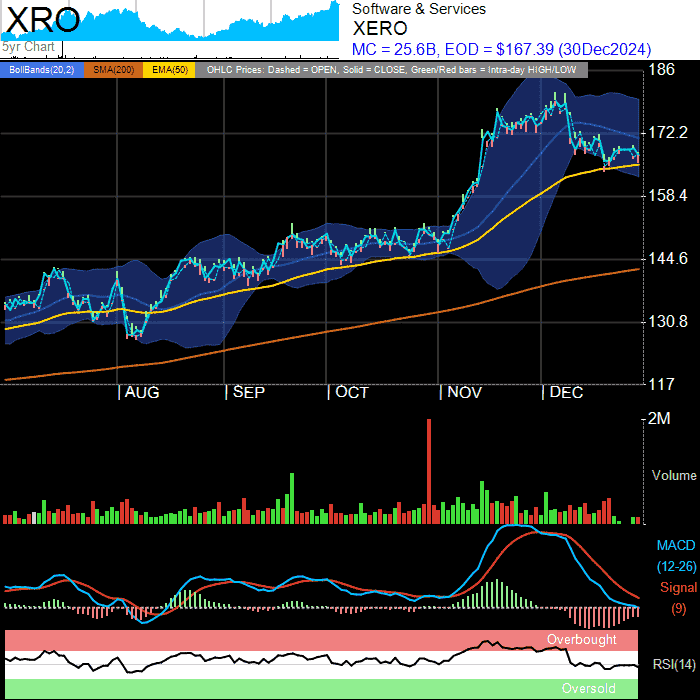 XRO
5yr Chart
Software & Services
XERO
MC = 25.6B, EOD = $167.39 (30Dec2024)
BollBands(20,2) SMA(200) EMA(50) OHLC Prices: Dashed = OPEN, Solid = CLOSE, Green/Red bars = Intra-day HIGH/LOW
186
172.2
158.4
144.6
130.8
117
AUG SEP OCT NOV DEC
2M
Volume
MACD
(12-26)
Signal
(9)
Overbought
RSI(14)
Oversold